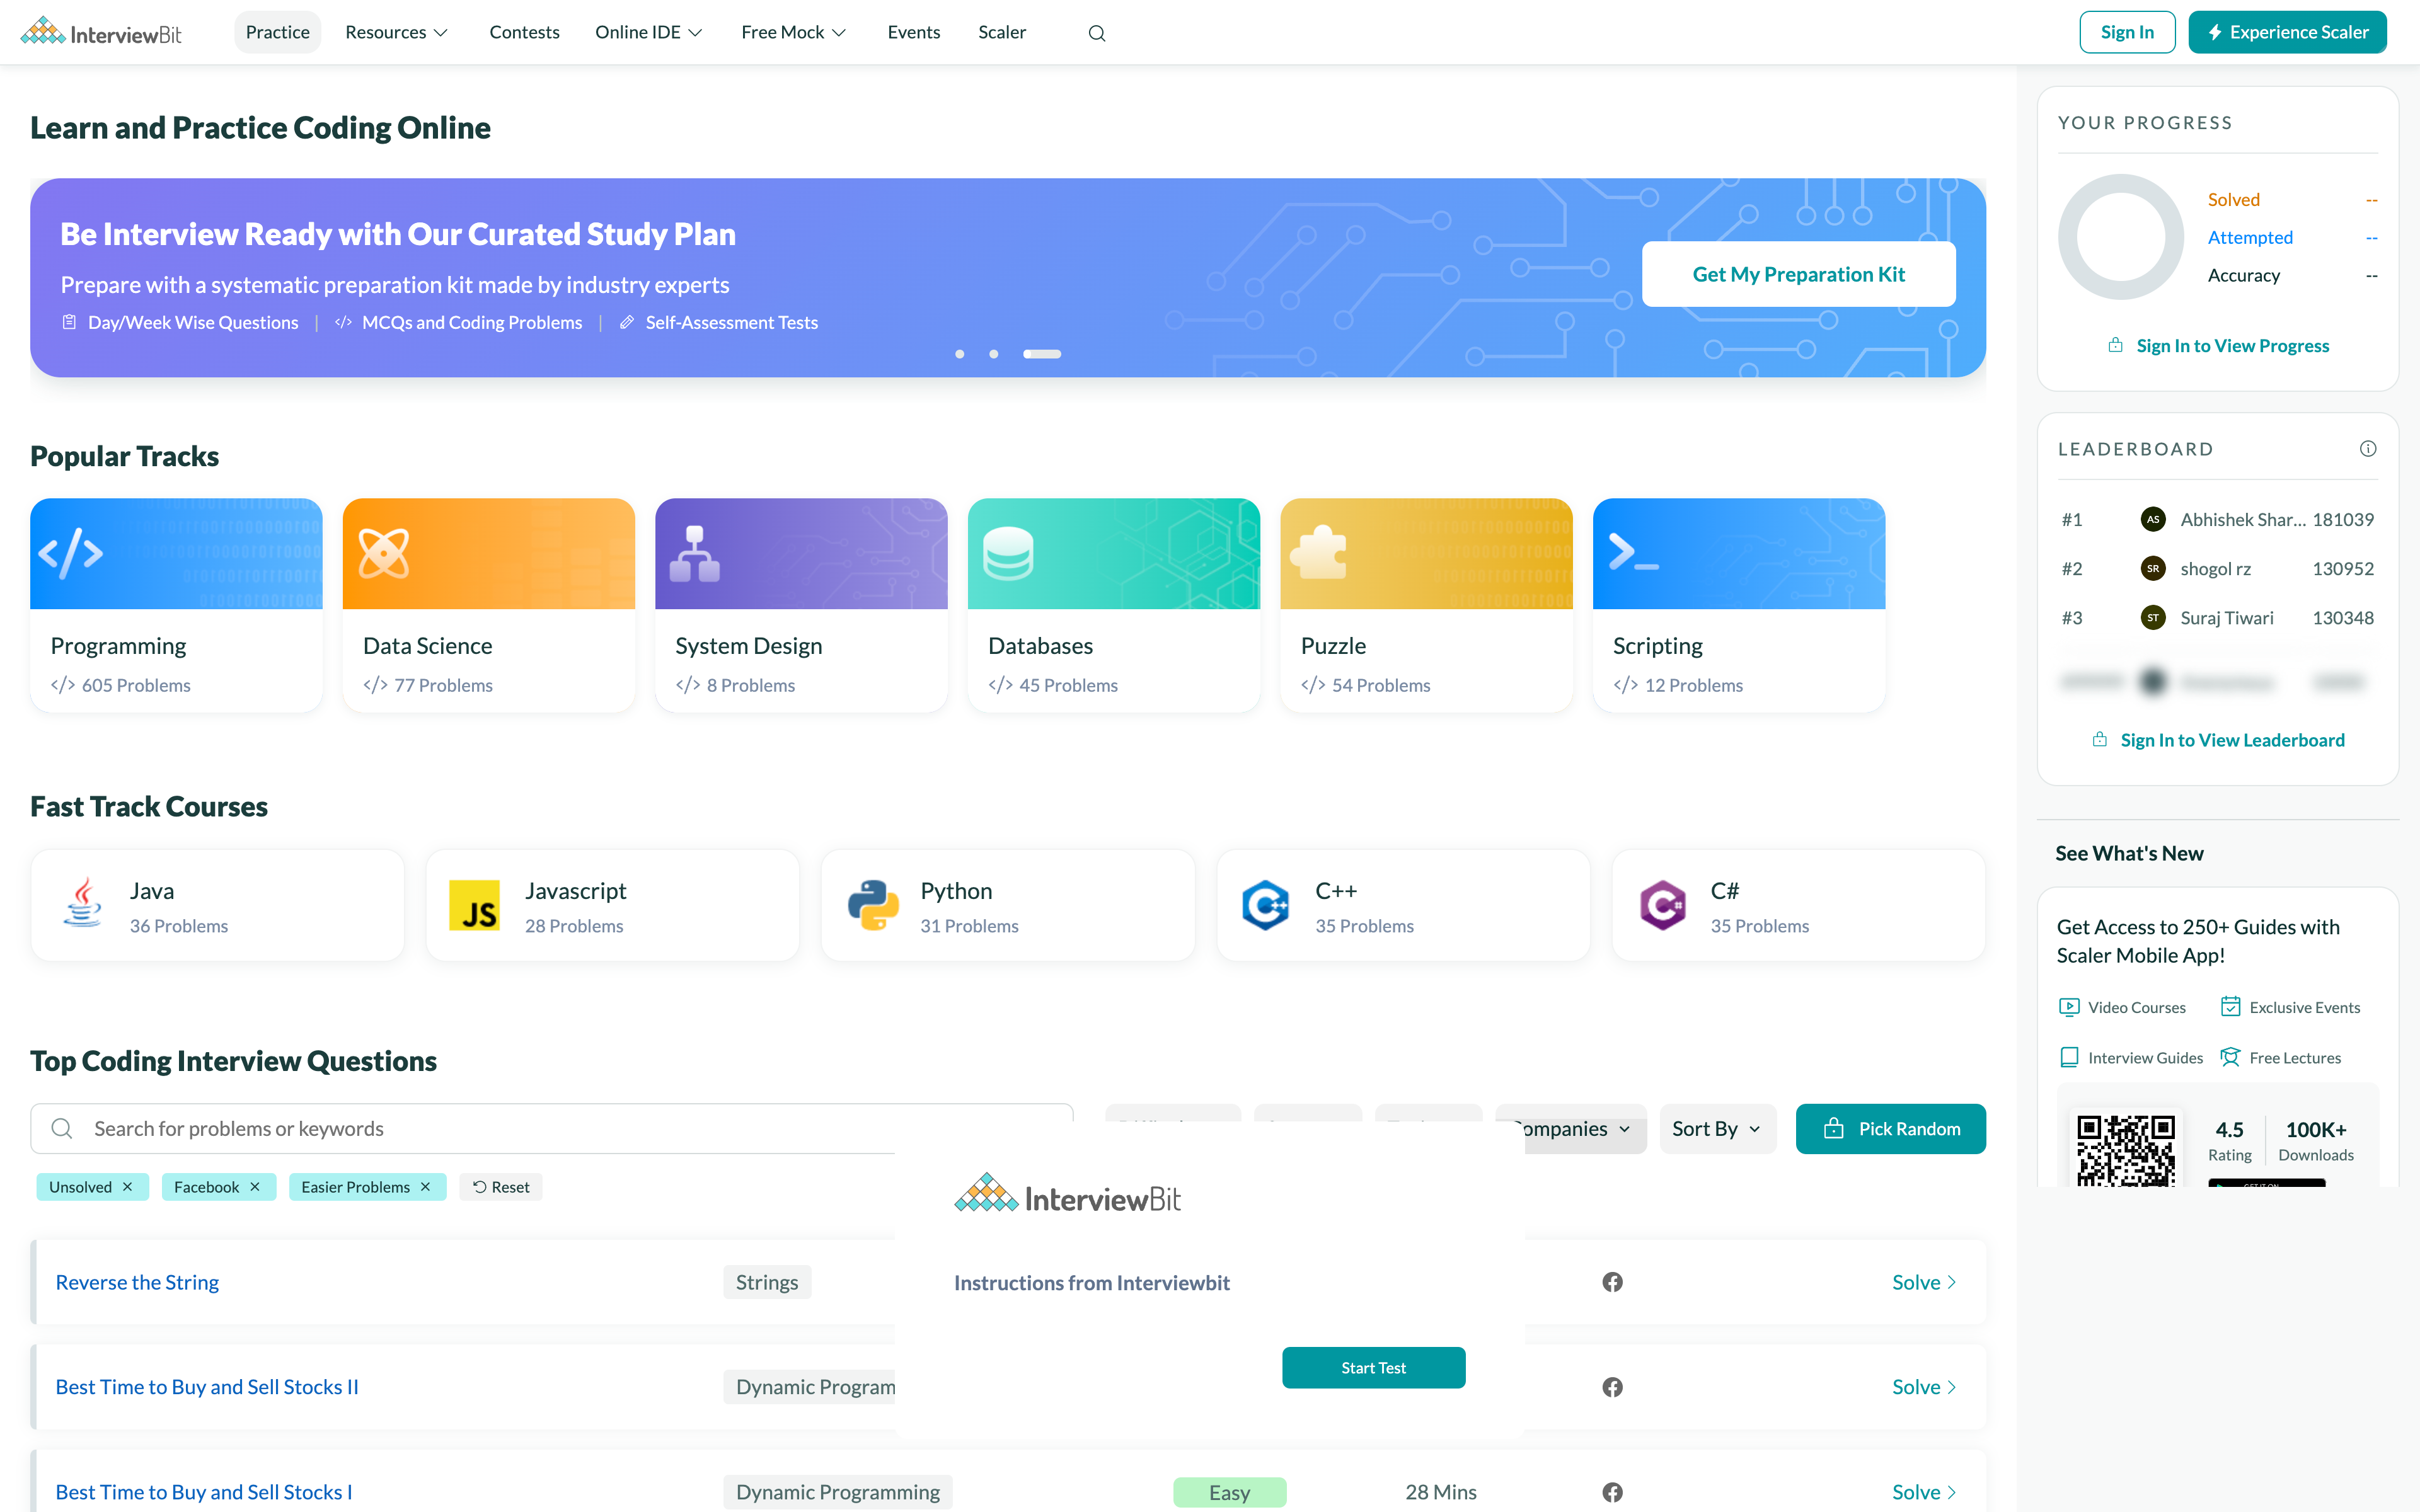 InterviewBit
Practice
Resources
Contests
Online IDE
Free Mock
Events
Scaler
Sign In
Experience Scaler
Learn and Practice Coding Online
Be Interview Ready with Our Curated Study Plan
Prepare with a systematic preparation kit made by industry experts
Day/Week Wise Questions | </> MCQs and Coding Problems | Self-Assessment Tests
Get My Preparation Kit
Popular Tracks
Programming
</> 605 Problems
Data Science
</> 77 Problems
System Design
</> 8 Problems
Databases
</> 45 Problems
Puzzle
</> 54 Problems
Scripting
</> 12 Problems
Fast Track Courses
Java
36 Problems
JS
Javascript
28 Problems
Python
31 Problems
C++
35 Problems
C#
35 Problems
Top Coding Interview Questions
Search for problems or keywords
ompanies
Sort By
Pick Random
Unsolved ×
Facebook ×
Easier Problems ×
Reset
Reverse the String
Strings
Solve >
Best Time to Buy and Sell Stocks II
Dynamic Program
Solve >
Best Time to Buy and Sell Stocks I
Dynamic Programming
Easy
28 Mins
Solve >
InterviewBit
Instructions from Interviewbit
Start Test
YOUR PROGRESS
Solved --
Attempted --
Accuracy --
Sign In to View Progress
LEADERBOARD
#1 AS Abhishek Shar... 181039
#2 SR shogol rz 130952
#3 ST Suraj Tiwari 130348
Sign In to View Leaderboard
See What's New
Get Access to 250+ Guides with
Scaler Mobile App!
Video Courses
Exclusive Events
Interview Guides
Free Lectures
4.5
Rating
100K+
Downloads
GET IT ON